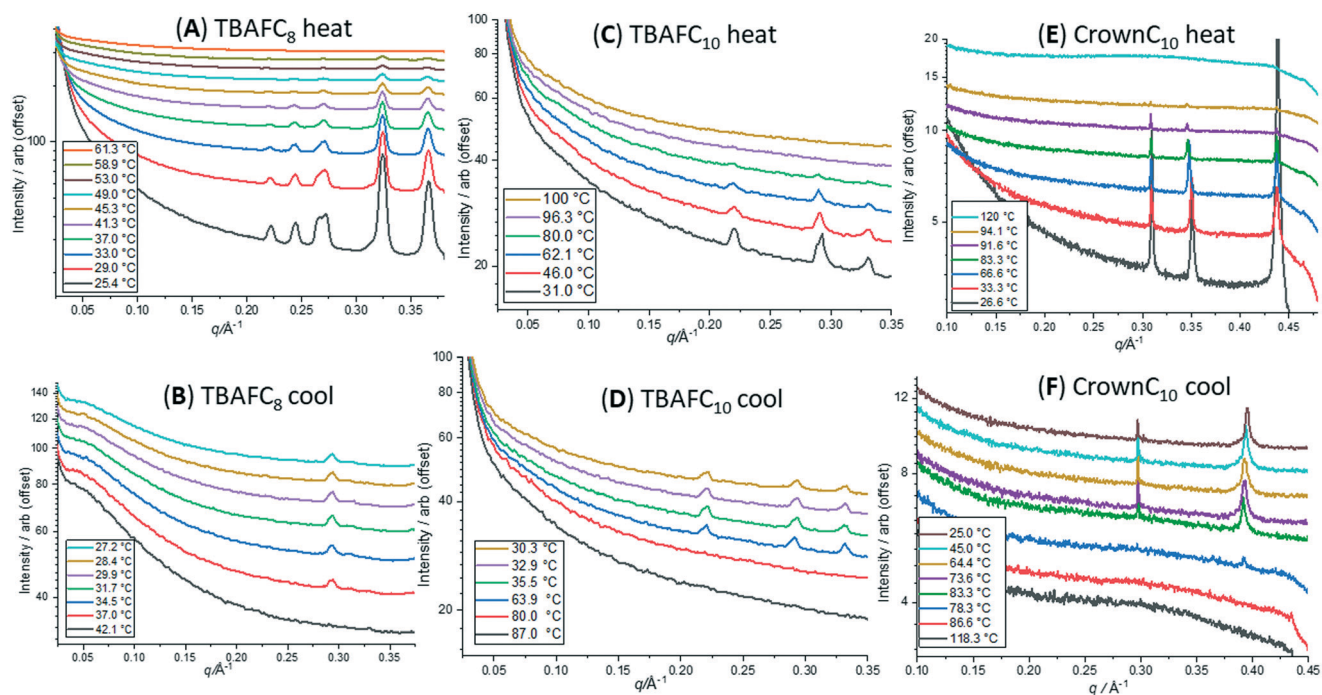 (A) TBAFC8 heat
Intensity / arb (offset)
100
61.3 °C
58.9 °C
53.0 °C
49.0 °C
45.3 °C
41.3 °C
37.0 °C
33.0 °C
29.0 °C
25.4 °C
0.05 0.10 0.15 0.20 0.25 0.30 0.35
q/Å-1
(C) TBAFC10 heat
Intensity / arb (offset)
100
80
60
40
20
100 °C
96.3 °C
80.0 °C
62.1 °C
46.0 °C
31.0 °C
0.05 0.10 0.15 0.20 0.25 0.30 0.35
q/Å-1
(E) CrownC10 heat
Intensity / arb (offset)
20
15
10
5
120 °C
94.1 °C
91.6 °C
83.3 °C
66.6 °C
33.3 °C
26.6 °C
0.10 0.15 0.20 0.25 0.30 0.35 0.40 0.45
q/Å-1
(B) TBAFC8 cool
Intensity / arb (offset)
140
120
100
80
60
40
27.2 °C
28.4 °C
29.9 °C
31.7 °C
34.5 °C
37.0 °C
42.1 °C
0.05 0.10 0.15 0.20 0.25 0.30 0.35
q/Å-1
(D) TBAFC10 cool
Intensity / arb (offset)
100
80
60
40
20
30.3 °C
32.9 °C
35.5 °C
63.9 °C
80.0 °C
87.0 °C
0.05 0.10 0.15 0.20 0.25 0.30 0.35
q/Å-1
(F) CrownC10 cool
Intensity / arb (offset)
12
8
4
25.0 °C
45.0 °C
64.4 °C
73.6 °C
83.3 °C
78.3 °C
86.6 °C
118.3 °C
0.10 0.15 0.20 0.25 0.30 0.35 0.40 0.45
q / Å-1